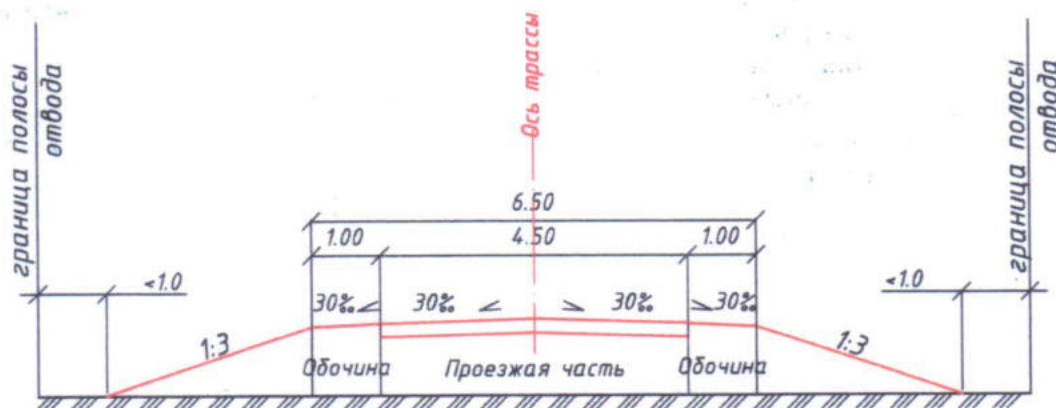 граница полосы
отвода
Ось трассы
граница полосы
отвода
6.50
1.00 4.50 1.00
<1.0 <1.0
30‰ 30‰ 30‰ 30‰
1:3 1:3
Обочина Проезжая часть Обочина